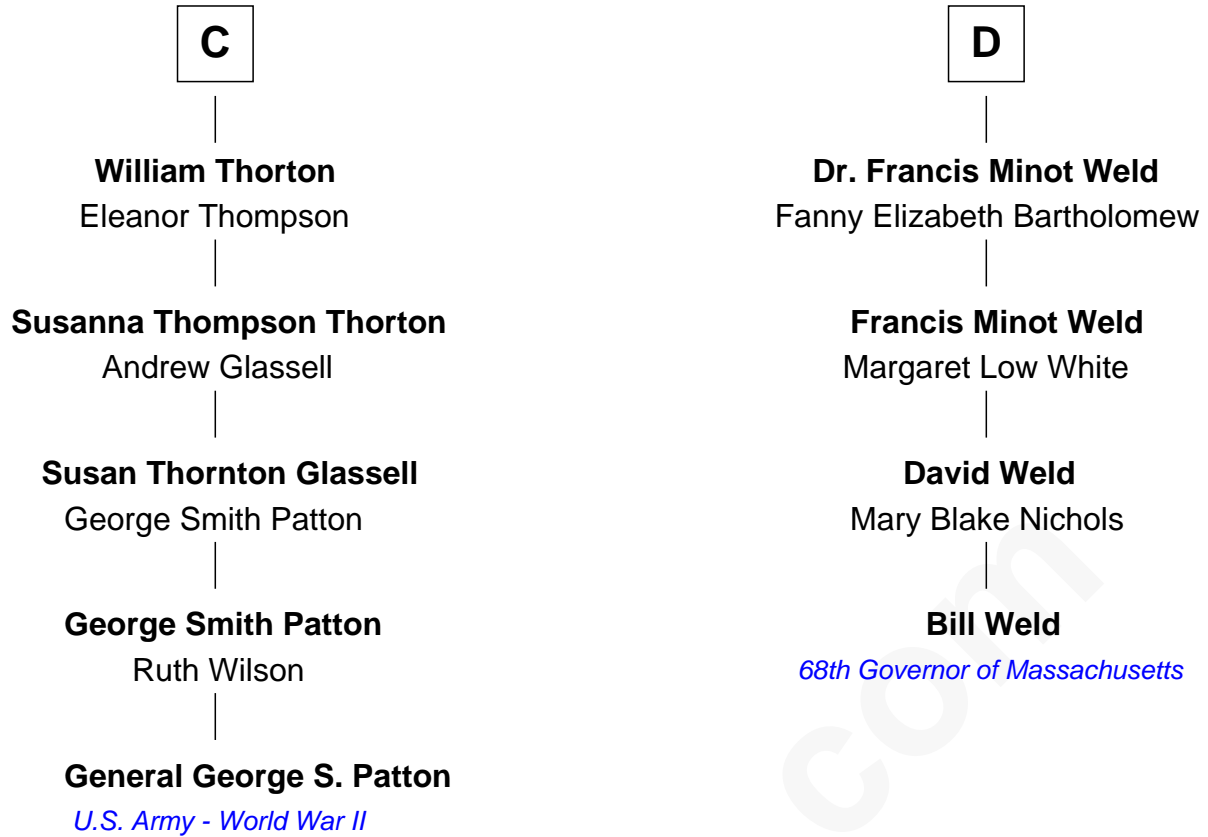 C
William Thorton
Eleanor Thompson
Susanna Thompson Thorton
Andrew Glassell
Susan Thornton Glassell
George Smith Patton
George Smith Patton
Ruth Wilson
General George S. Patton
U.S. Army - World War II
D
Dr. Francis Minot Weld
Fanny Elizabeth Bartholomew
Francis Minot Weld
Margaret Low White
David Weld
Mary Blake Nichols
Bill Weld
68th Governor of Massachusetts
com